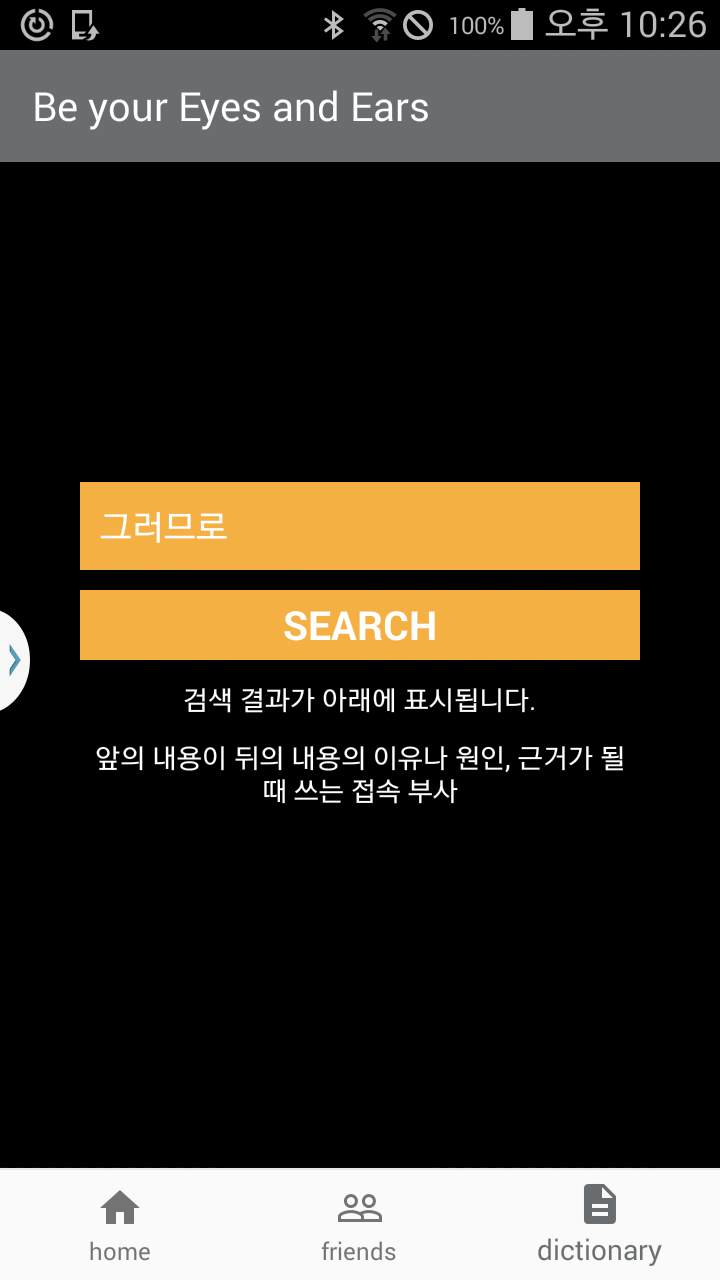 100% 오후 10:26
Be your Eyes and Ears
그러므로
SEARCH
검색 결과가 아래에 표시됩니다.
앞의 내용이 뒤의 내용의 이유나 원인, 근거가 될
때 쓰는 접속 부사
home friends dictionary